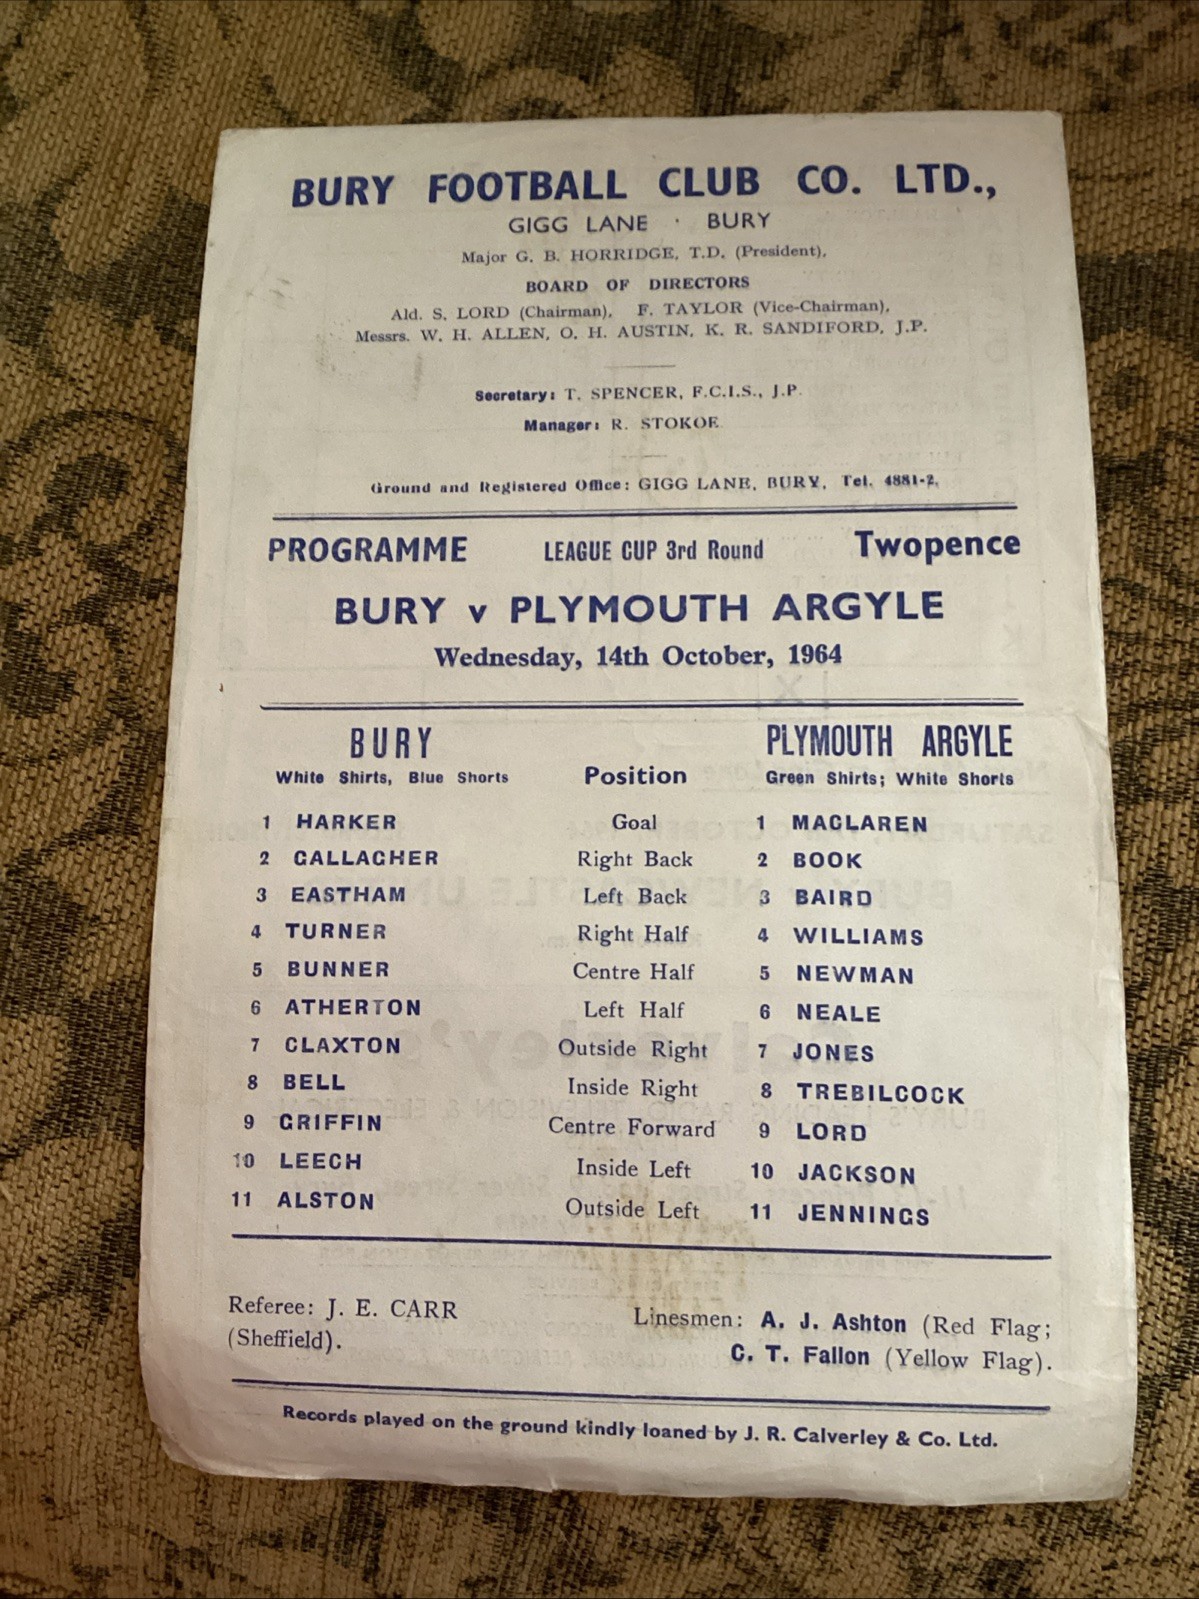 BURY FOOTBALL CLUB CO. LTD.,
GIGG LANE · BURY
Major G. B. HORRIDGE, T.D. (President),
BOARD OF DIRECTORS
Ald. S. LORD (Chairman), F. TAYLOR (Vice-Chairman),
Messrs. W. H. ALLEN, O. H. AUSTIN, K. R. SANDIFORD, J.P.
Secretary: T. SPENCER, F.C.I.S., J.P.
Manager: R. STOKOE
Ground and Registered Office: GIGG LANE, BURY, Tel. 4881-2.
PROGRAMME LEAGUE CUP 3rd Round Twopence
BURY v PLYMOUTH ARGYLE
Wednesday, 14th October, 1964
BURY PLYMOUTH ARGYLE
White Shirts, Blue Shorts Position Green Shirts; White Shorts
1 HARKER Goal 1 MACLAREN
2 GALLAGHER Right Back 2 BOOK
3 EASTHAM Left Back 3 BAIRD
4 TURNER Right Half 4 WILLIAMS
5 BUNNER Centre Half 5 NEWMAN
6 ATHERTON Left Half 6 NEALE
7 CLAXTON Outside Right 7 JONES
8 BELL Inside Right 8 TREBILCOCK
9 GRIFFIN Centre Forward 9 LORD
10 LEECH Inside Left 10 JACKSON
11 ALSTON Outside Left 11 JENNINGS
Referee: J. E. CARR Linesmen: A. J. Ashton (Red Flag;
(Sheffield). C. T. Fallon (Yellow Flag).
Records played on the ground kindly loaned by J. R. Calverley & Co. Ltd.